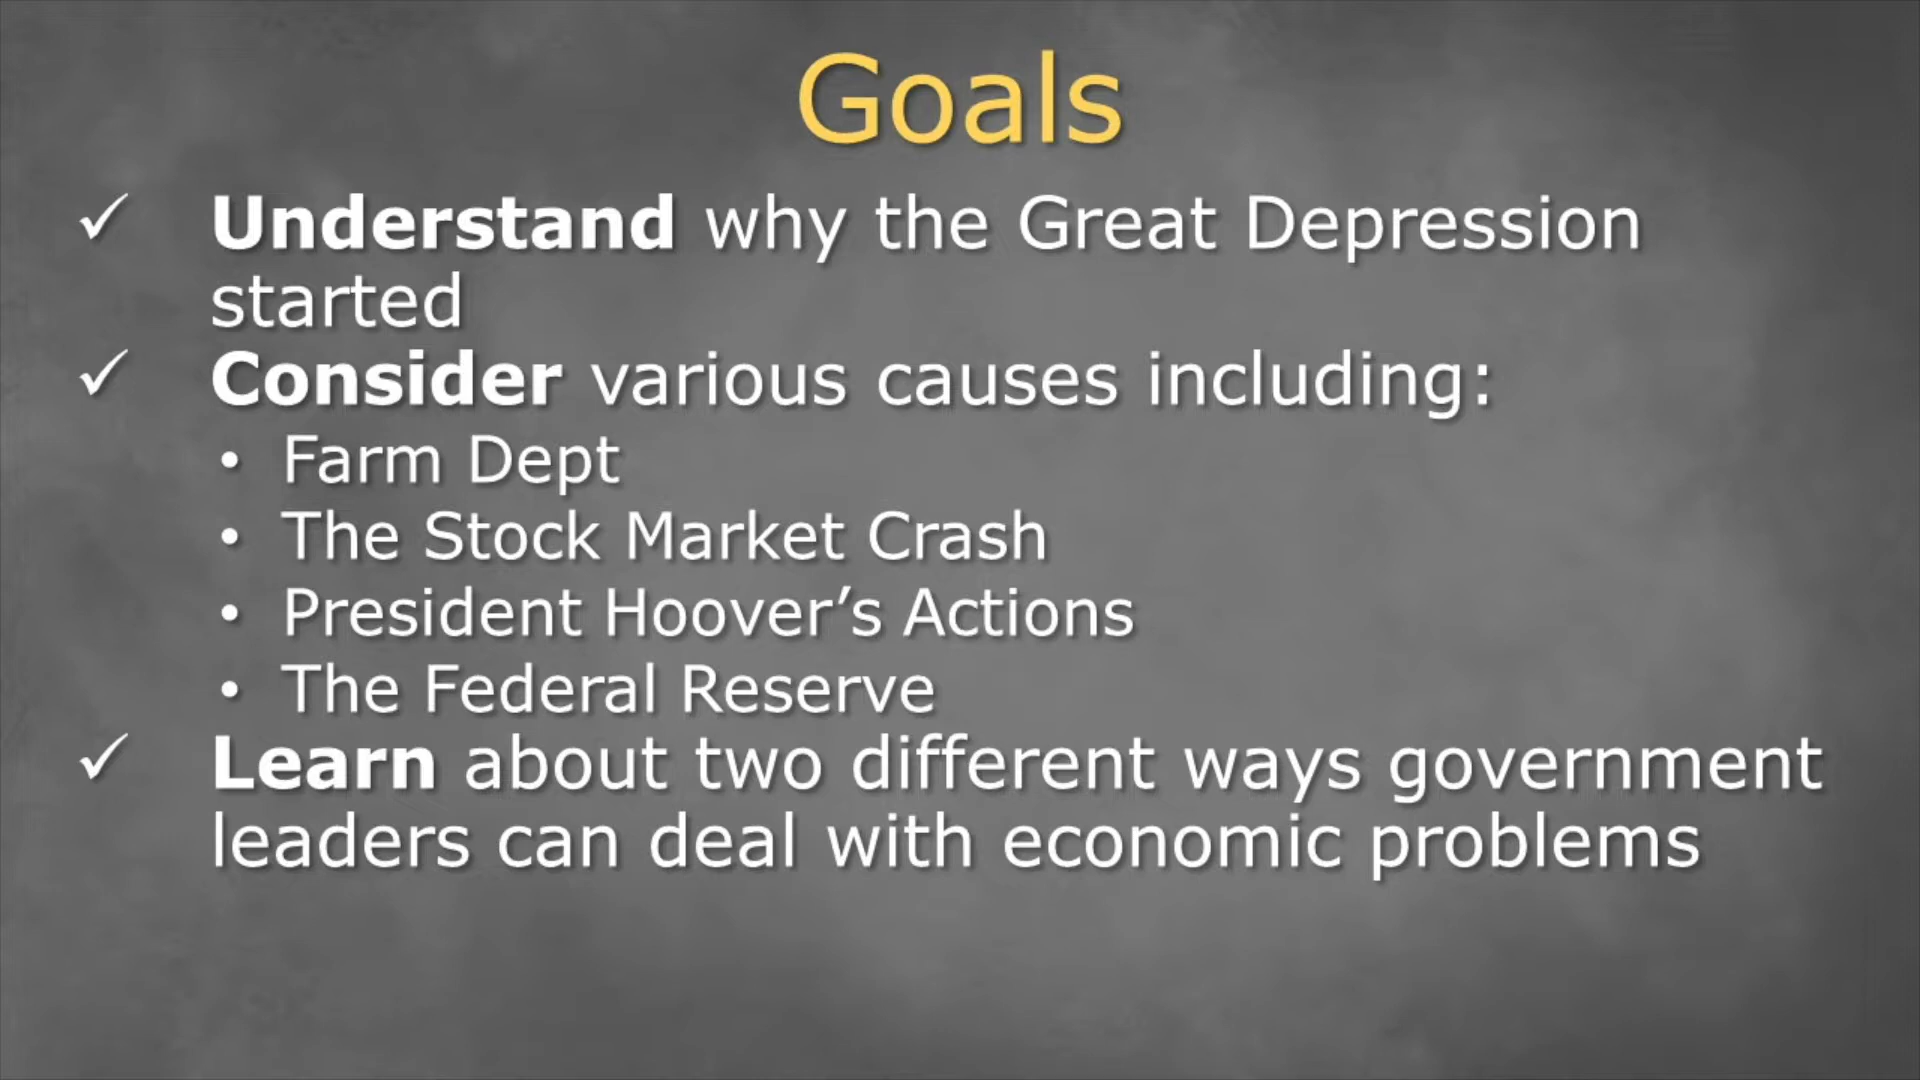 Goals
✓ Understand why the Great Depression
started
✓ Consider various causes including:
• Farm Dept
• The Stock Market Crash
• President Hoover’s Actions
• The Federal Reserve
✓ Learn about two different ways government
leaders can deal with economic problems